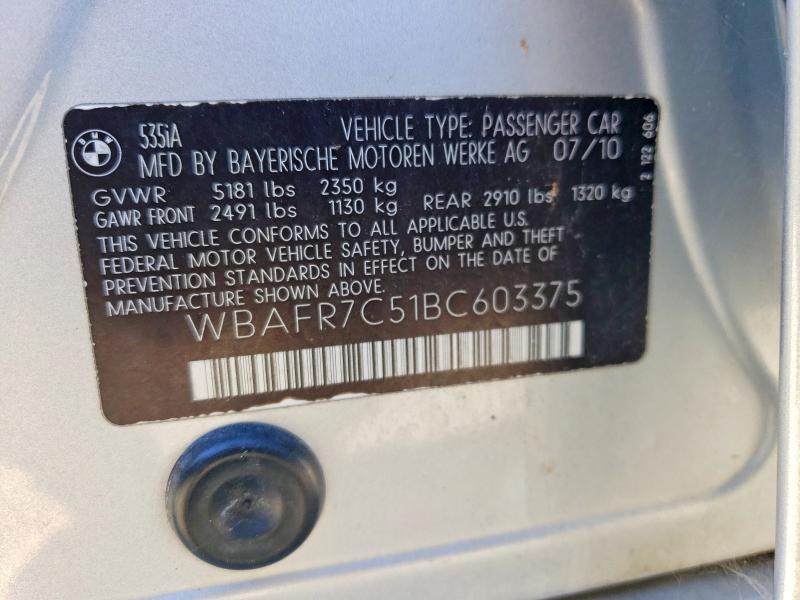 BMW
535iA
VEHICLE TYPE: PASSENGER CAR
MFD BY BAYERISCHE MOTOREN WERKE AG 07/10
GVWR 5181 lbs 2350 kg
GAWR FRONT 2491 lbs 1130 kg REAR 2910 lbs 1320 kg
THIS VEHICLE CONFORMS TO ALL APPLICABLE U.S.
FEDERAL MOTOR VEHICLE SAFETY, BUMPER AND THEFT
PREVENTION STANDARDS IN EFFECT ON THE DATE OF
MANUFACTURE SHOWN ABOVE.
WBAFR7C51BC603375
2 122 606